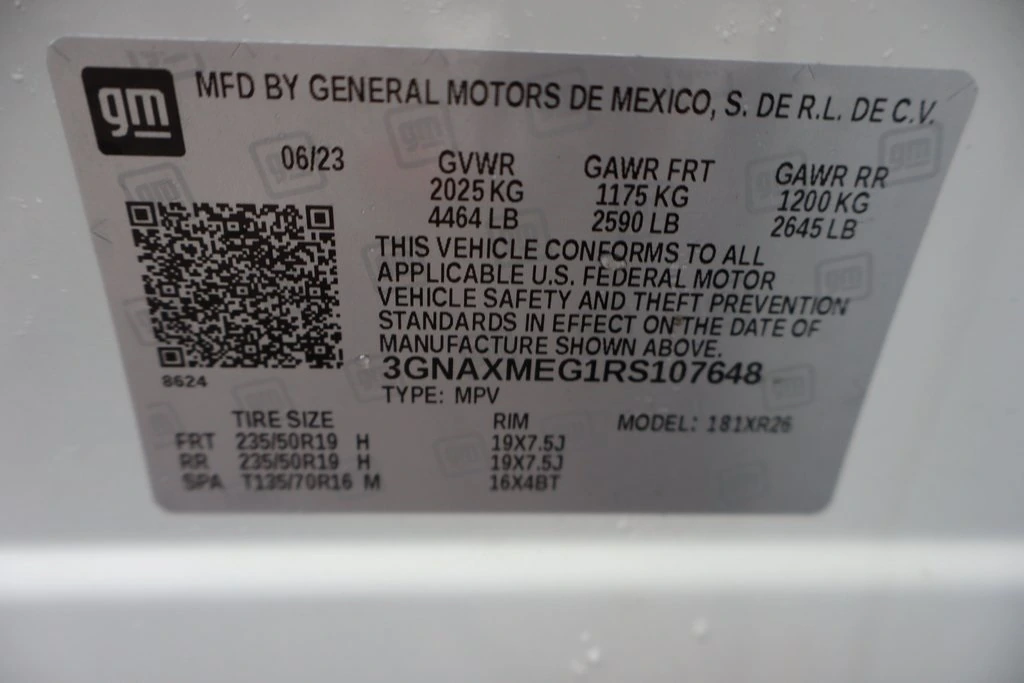 gm MFD BY GENERAL MOTORS DE MEXICO, S. DE R.L. DE C.V.
06/23 GVWR GAWR FRT GAWR RR
2025 KG 1175 KG 1200 KG
4464 LB 2590 LB 2645 LB
THIS VEHICLE CONFORMS TO ALL
APPLICABLE U.S. FEDERAL MOTOR
VEHICLE SAFETY AND THEFT PREVENTION
STANDARDS IN EFFECT ON THE DATE OF
MANUFACTURE SHOWN ABOVE.
3GNAXMEG1RS107648
8624
TYPE: MPV
TIRE SIZE RIM MODEL: 181XR26
FRT 235/50R19 H 19X7.5J
RR 235/50R19 H 19X7.5J
SPA T135/70R16 M 16X4BT